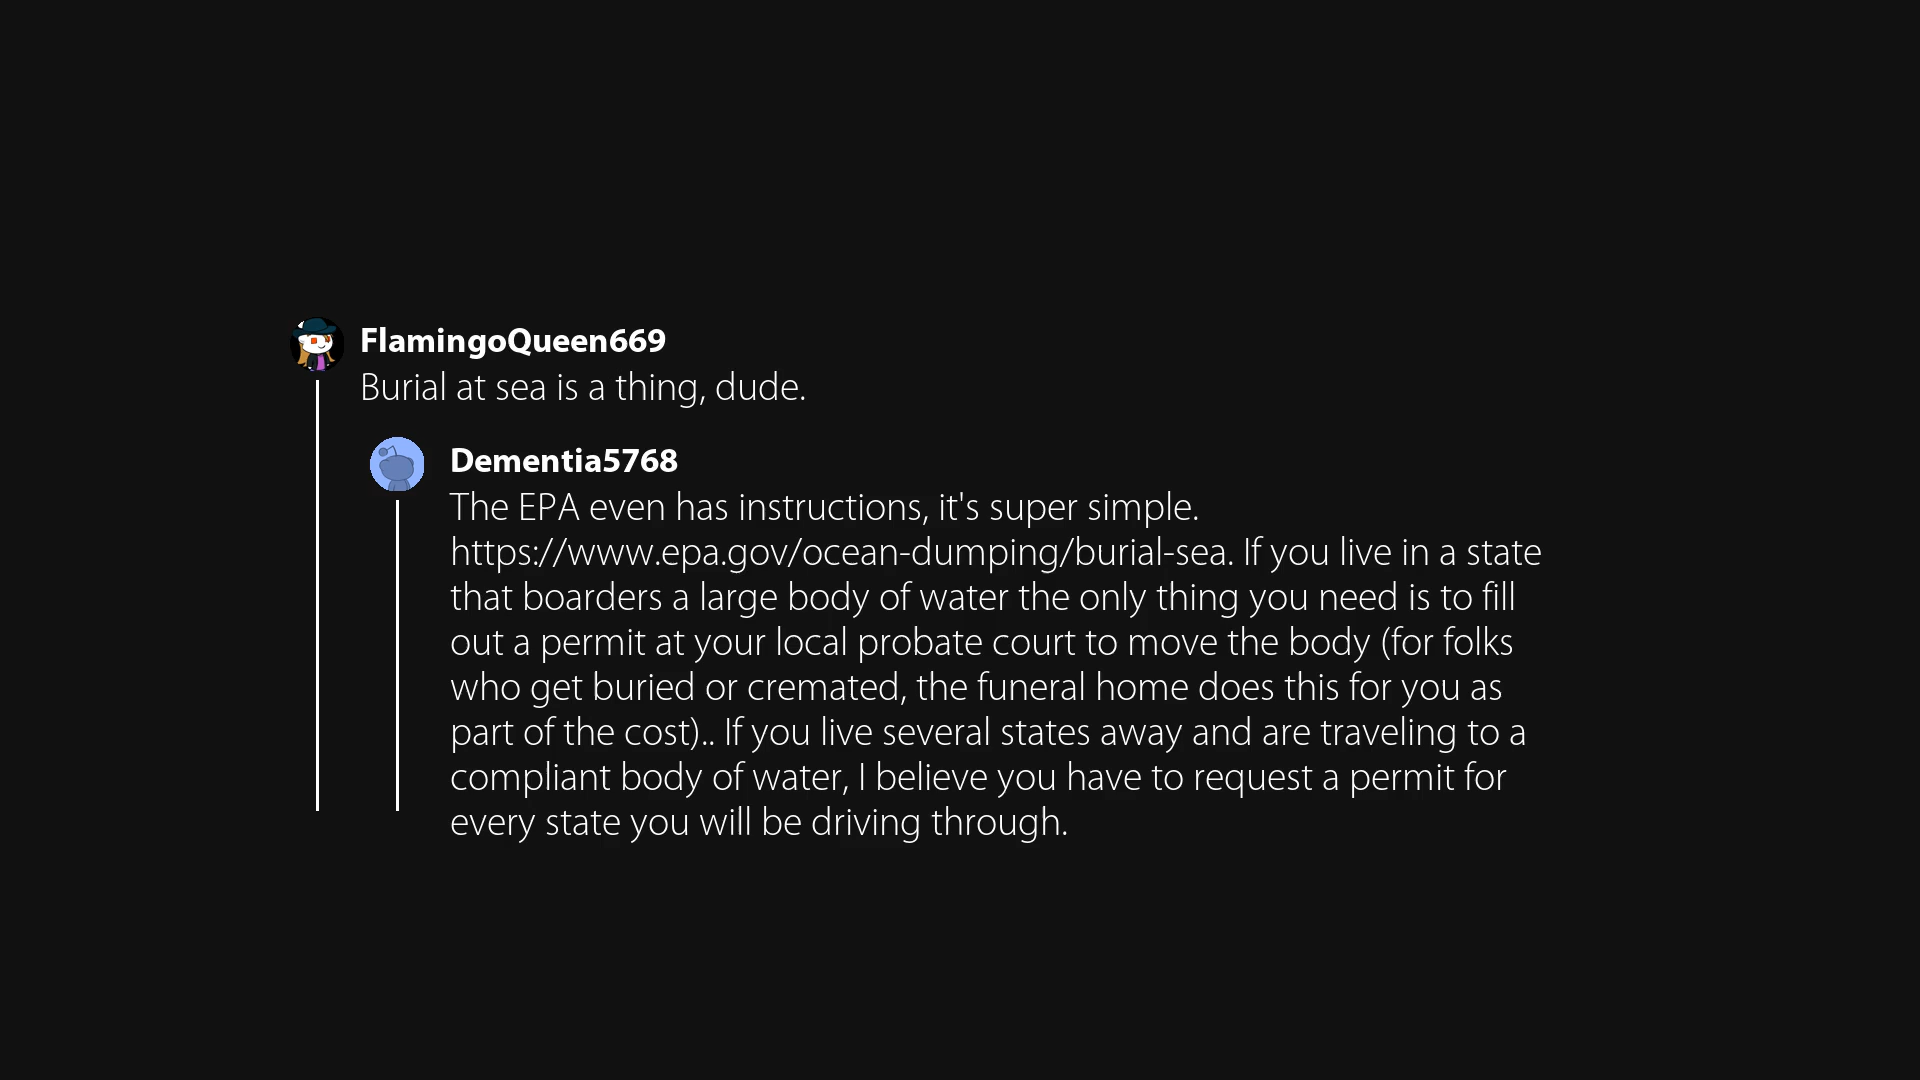 FlamingoQueen669
Burial at sea is a thing, dude.
Dementia5768
The EPA even has instructions, it's super simple.
https://www.epa.gov/ocean-dumping/burial-sea. If you live in a state
that boarders a large body of water the only thing you need is to fill
out a permit at your local probate court to move the body (for folks
who get buried or cremated, the funeral home does this for you as
part of the cost).. If you live several states away and are traveling to a
compliant body of water, I believe you have to request a permit for
every state you will be driving through.